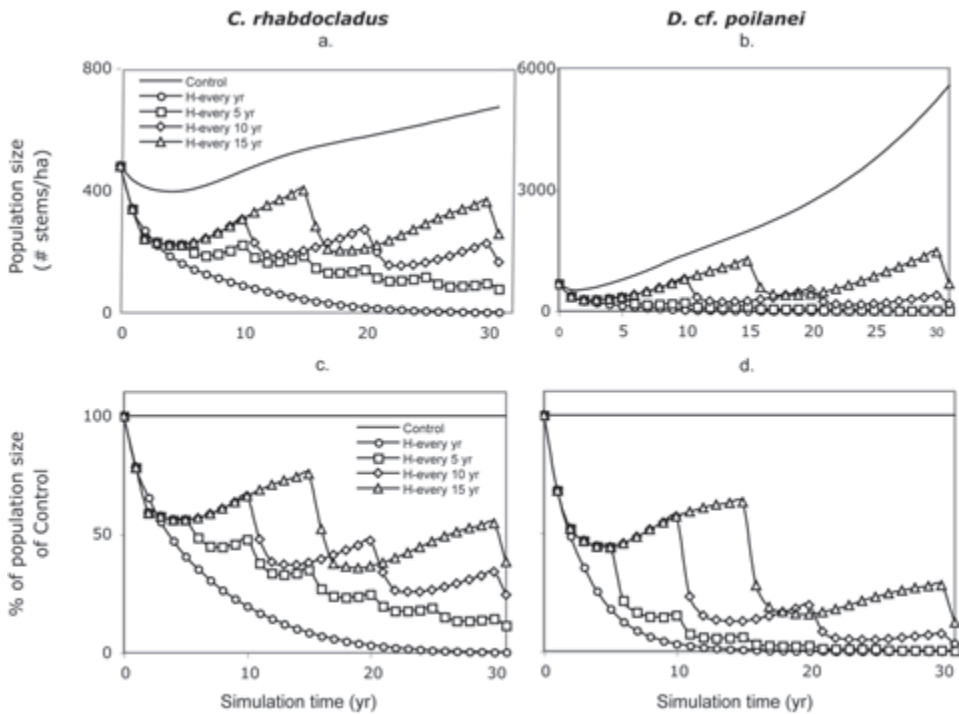 C. rhabdocladus
D. cf. poilanei
a.
b.
Population size
(# stems/ha)
800
400
0
Control
H-every yr
H-every 5 yr
H-every 10 yr
H-every 15 yr
0
10
20
30
6000
3000
0
0
5
10
15
20
25
30
c.
d.
% of population size
of Control
100
50
0
Control
H-every yr
H-every 5 yr
H-every 10 yr
H-every 15 yr
0
10
20
30
Simulation time (yr)
100
50
0
0
10
20
30
Simulation time (yr)